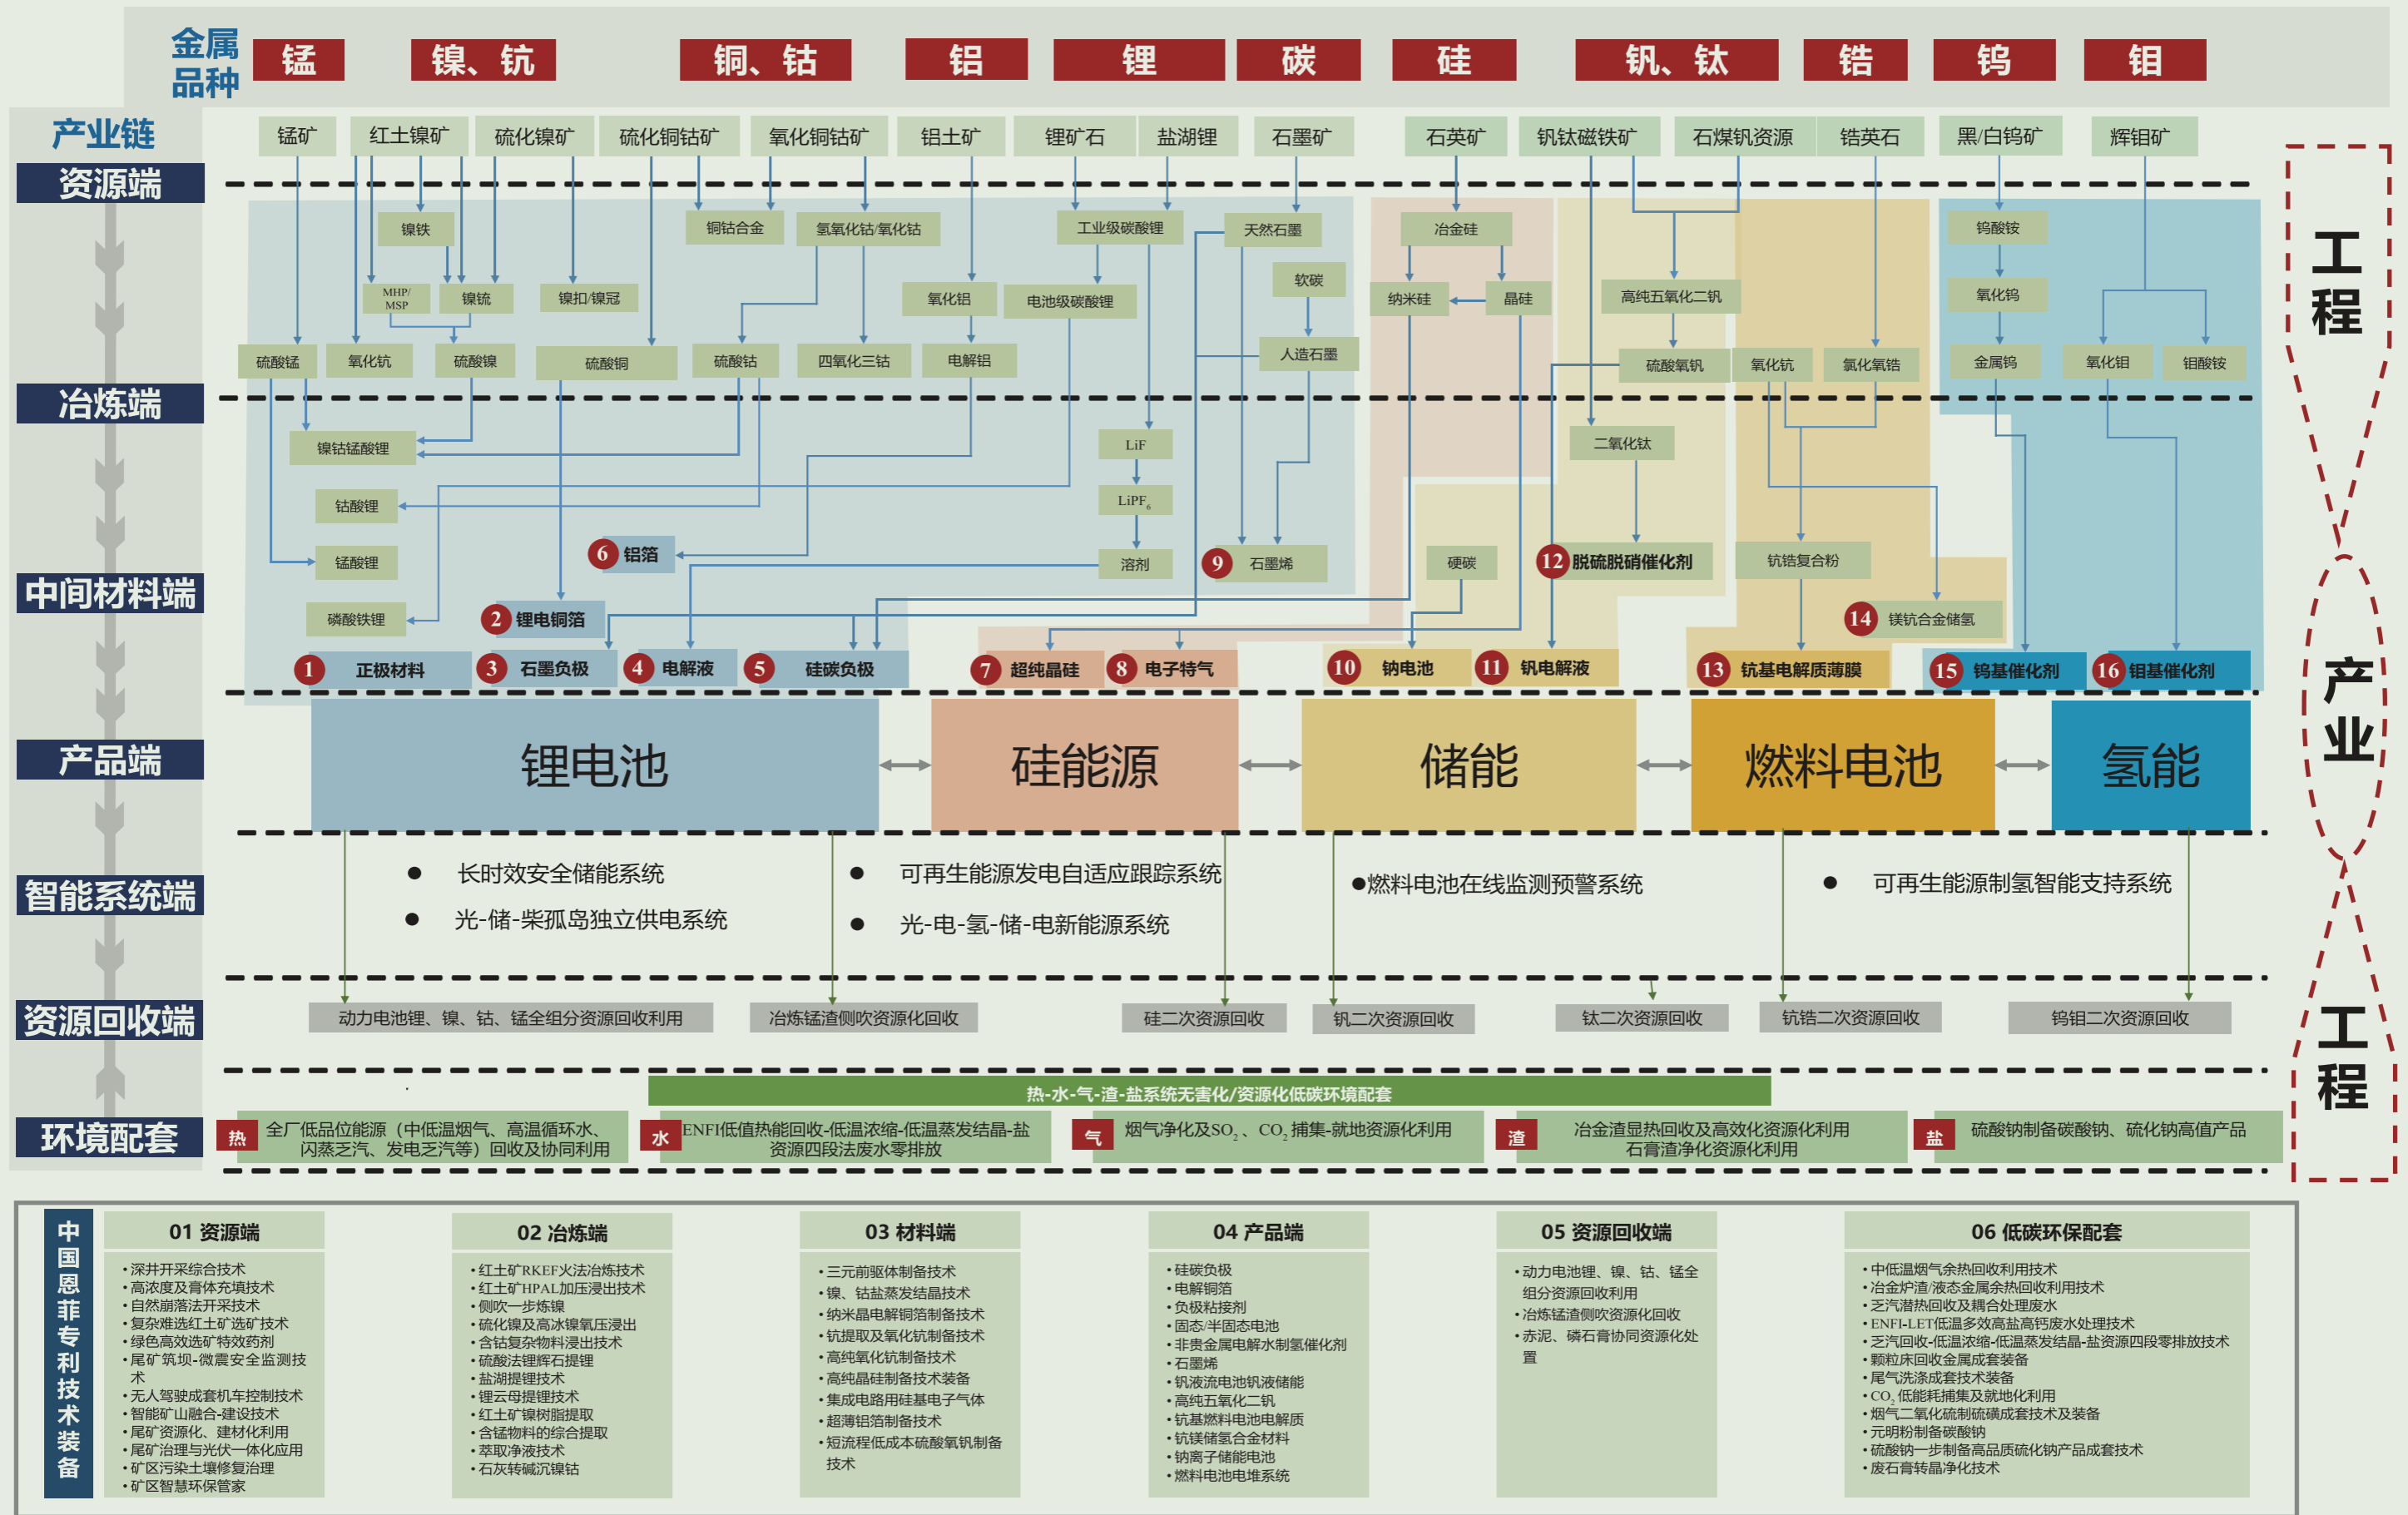 金属
品种
锰
镍、钪
铜、钴
铝
锂
碳
硅
钒、钛
锆
钨
钼
产业链
锰矿
红土镍矿
硫化镍矿
硫化铜钴矿
氧化铜钴矿
铝土矿
锂矿石
盐湖锂
石墨矿
石英矿
钒钛磁铁矿
石煤钒资源
锆英石
黑/白钨矿
辉钼矿
资源端
镍铁
铜钴合金
氢氧化钴/氧化钴
工业级碳酸锂
天然石墨
冶金硅
钨酸铵
MHP/
MSP
镍锍
镍扣/镍冠
氧化铝
电池级碳酸锂
软碳
纳米硅
晶硅
高纯五氧化二钒
氧化钨
硫酸锰
氧化钪
硫酸镍
硫酸铜
硫酸钴
四氧化三钴
电解铝
人造石墨
硫酸氧钒
氧化钪
氯化氧锆
金属钨
氧化钼
钼酸铵
冶炼端
镍钴锰酸锂
LiF
二氧化钛
钴酸锂
LiPF₆
锰酸锂
6 铝箔
溶剂
9 石墨烯
硬碳
12 脱硫脱硝催化剂
钪锆复合粉
中间材料端
磷酸铁锂
2 锂电铜箔
14 镁钪合金储氢
1 正极材料
3 石墨负极
4 电解液
5 硅碳负极
7 超纯晶硅
8 电子特气
10 钠电池
11 钒电解液
13 钪基电解质薄膜
15 钨基催化剂
16 钼基催化剂
产品端
锂电池
硅能源
储能
燃料电池
氢能
智能系统端
● 长时效安全储能系统
● 可再生能源发电自适应跟踪系统
●燃料电池在线监测预警系统
● 可再生能源制氢智能支持系统
● 光-储-柴孤岛独立供电系统
● 光-电-氢-储-电新能源系统
资源回收端
动力电池锂、镍、钴、锰全组分资源回收利用
冶炼锰渣侧吹资源化回收
硅二次资源回收
钒二次资源回收
钛二次资源回收
钪锆二次资源回收
钨钼二次资源回收
热-水-气-渣-盐系统无害化/资源化低碳环境配套
环境配套
热
全厂低品位能源（中低温烟气、高温循环水、
闪蒸乏汽、发电乏汽等）回收及协同利用
水
ENFI低值热能回收-低温浓缩-低温蒸发结晶-盐
资源四段法废水零排放
气
烟气净化及SO₂、CO₂捕集-就地资源化利用
渣
冶金渣显热回收及高效化资源化利用
石膏渣净化资源化利用
盐
硫酸钠制备碳酸钠、硫化钠高值产品
工程
产业
工程
中国恩菲专利技术装备
01 资源端
•深井开采综合技术
•高浓度及膏体充填技术
•自然崩落法开采技术
•复杂难选红土矿选矿技术
•绿色高效选矿特效药剂
•尾矿筑坝-微震安全监测技
术
•无人驾驶成套机车控制技术
•智能矿山融合-建设技术
•尾矿资源化、建材化利用
•尾矿治理与光伏一体化应用
•矿区污染土壤修复治理
•矿区智慧环保管家
02 冶炼端
•红土矿RKEF火法冶炼技术
•红土矿HPAL加压浸出技术
•侧吹一步炼镍
•硫化镍及高冰镍氧压浸出
•含钴复杂物料浸出技术
•硫酸法锂辉石提锂
•盐湖提锂技术
•锂云母提锂技术
•红土矿镍树脂提取
•含锰物料的综合提取
•萃取净液技术
•石灰转碱沉镍钴
03 材料端
•三元前驱体制备技术
•镍、钴盐蒸发结晶技术
•纳米晶电解铜箔制备技术
•钪提取及氧化钪制备技术
•高纯氧化钪制备技术
•高纯晶硅制备技术装备
•集成电路用硅基电子气体
•超薄铝箔制备技术
•短流程低成本硫酸氧钒制备
技术
04 产品端
•硅碳负极
•电解铜箔
•负极粘接剂
•固态/半固态电池
•非贵金属电解水制氢催化剂
•石墨烯
•钒液流电池钒液储能
•高纯五氧化二钒
•钪基燃料电池电解质
•钪镁储氢合金材料
•钠离子储能电池
•燃料电池电堆系统
05 资源回收端
•动力电池锂、镍、钴、锰全
组分资源回收利用
•冶炼锰渣侧吹资源化回收
•赤泥、磷石膏协同资源化处
置
06 低碳环保配套
•中低温烟气余热回收利用技术
•冶金炉渣/液态金属余热回收利用技术
•乏汽潜热回收及耦合处理废水
•ENFI-LET低温多效高盐高钙废水处理技术
•乏汽回收-低温浓缩-低温蒸发结晶-盐资源四段零排放技术
•颗粒床回收金属成套装备
•尾气洗涤成套技术装备
•CO₂低能耗捕集及就地化利用
•烟气二氧化硫制硫磺成套技术及装备
•元明粉制备碳酸钠
•硫酸钠一步制备高品质硫化钠产品成套技术
•废石膏转晶净化技术